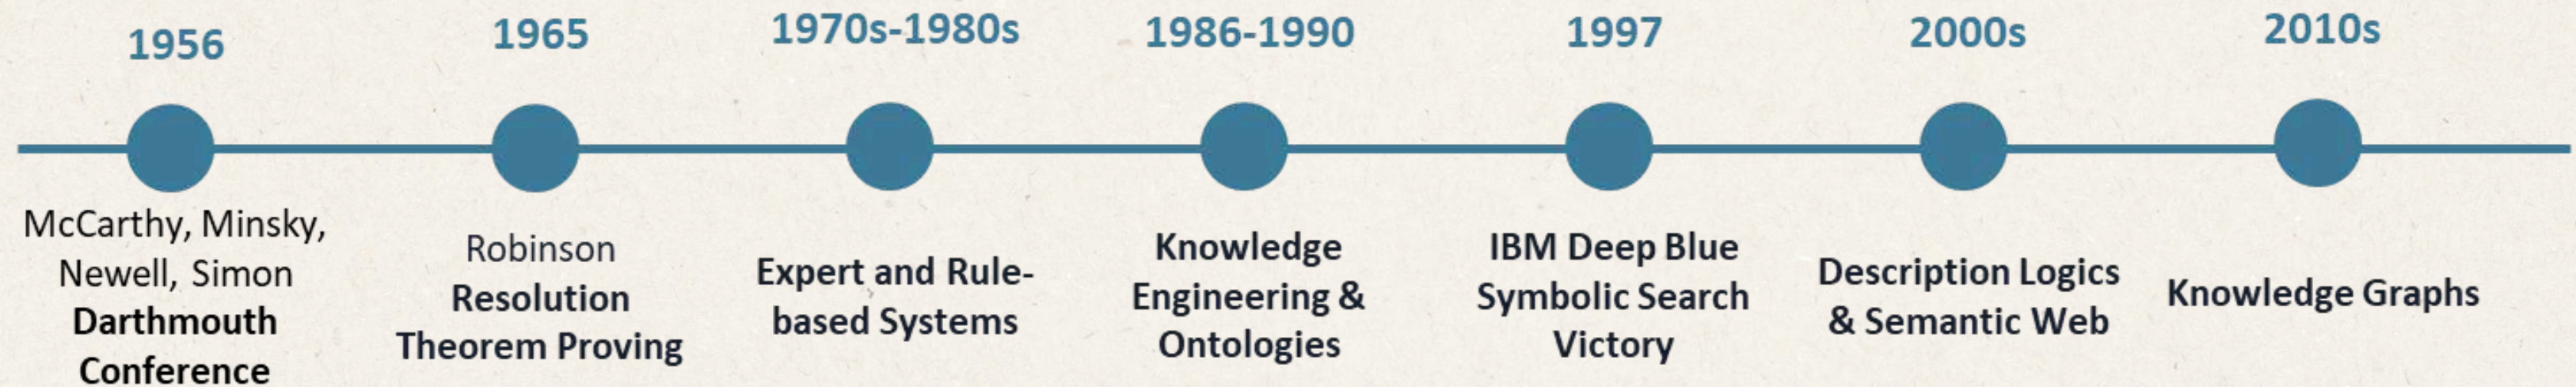 1956
McCarthy, Minsky,
Newell, Simon
Darthmouth
Conference
1965
Robinson
Resolution
Theorem Proving
1970s-1980s
Expert and Rule-
based Systems
1986-1990
Knowledge
Engineering &
Ontologies
1997
IBM Deep Blue
Symbolic Search
Victory
2000s
Description Logics
& Semantic Web
2010s
Knowledge Graphs